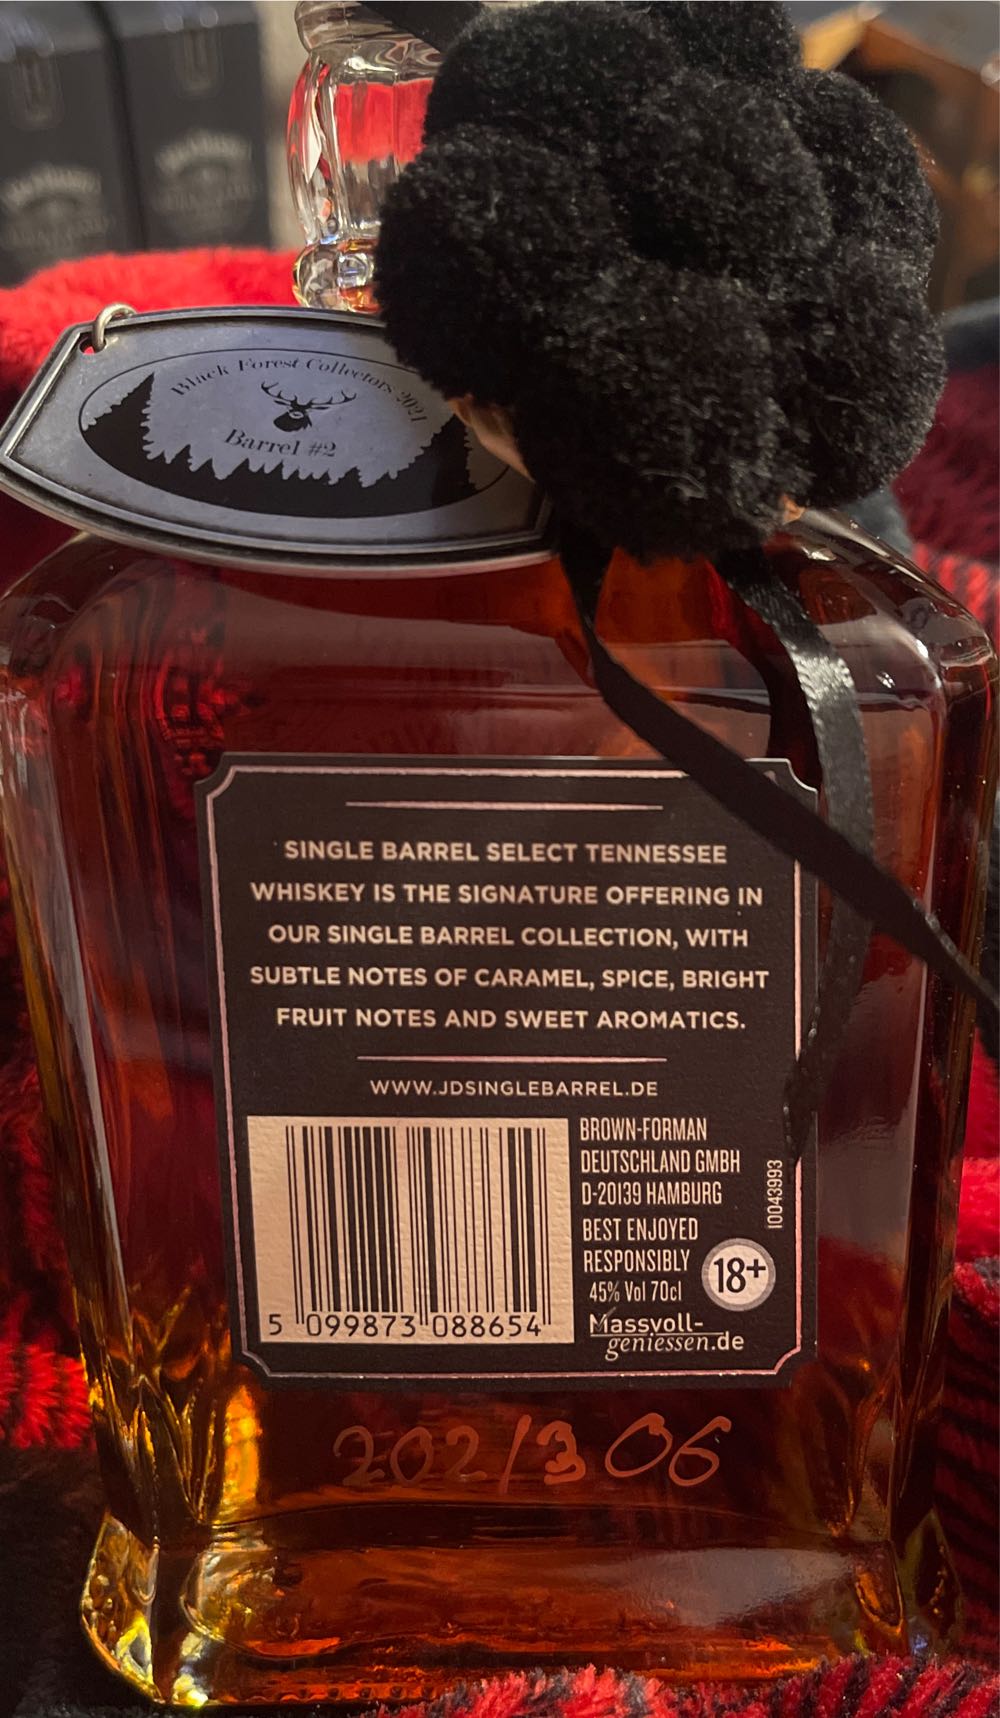 Black Forest Collectors 2021
Barrel #2
SINGLE BARREL SELECT TENNESSEE
WHISKEY IS THE SIGNATURE OFFERING IN
OUR SINGLE BARREL COLLECTION, WITH
SUBTLE NOTES OF CARAMEL, SPICE, BRIGHT
FRUIT NOTES AND SWEET AROMATICS.
WWW.JDSINGLEBARREL.DE
BROWN-FORMAN
DEUTSCHLAND GMBH
D-20139 HAMBURG
BEST ENJOYED
RESPONSIBLY
45% Vol 70cl
18+
Massvoll-
geniessen.de
10043993
5 099873 088654
202/306